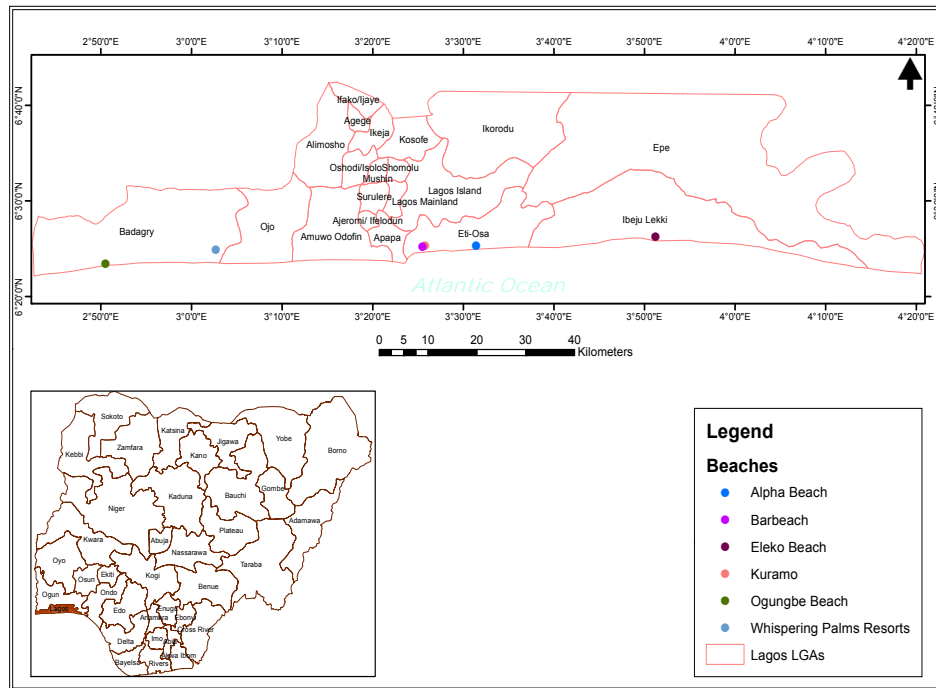 2°50'0"E 3°0'0"E 3°10'0"E 3°20'0"E 3°30'0"E 3°40'0"E 3°50'0"E 4°0'0"E 4°10'0"E 4°20'0"E
6°40'0"N
Ifako/Ijaye
Agege
Ikeja
Kosofe
Ikorodu
Alimosho
Epe
Oshodi/Isolo
Shomolu
Mushin
6°30'0"N
Lagos Island
Surulere
Lagos Mainland
Ibeju Lekki
Badagry
Ojo
Ajeromi/ Ifelodun
Eti-Osa
Amuwo Odofin
Apapa
6°20'0"N
Atlantic Ocean
2°50'0"E 3°0'0"E 3°10'0"E 3°20'0"E 3°30'0"E 3°40'0"E 3°50'0"E 4°0'0"E 4°10'0"E 4°20'0"E
0 5 10 20 30 40
Kilometers
Sokoto
Katsina
Jigawa
Yobe
Borno
Zamfara
Kebbi
Kano
Gombe
Kaduna
Bauchi
Niger
Adamawa
Plateau
Kwara
Abuja
Nassarawa
Taraba
Oyo
Osun
Ekiti
Kogi
Benue
Ogun
Ondo
Lagos
Edo
Enugu
Anambra
Ebonyi
Cross River
Delta
Imo
Abia
Akwa Ibom
Bayelsa
Rivers
Legend
Beaches
Alpha Beach
Barbeach
Eleko Beach
Kuramo
Ogungbe Beach
Whispering Palms Resorts
Lagos LGAs